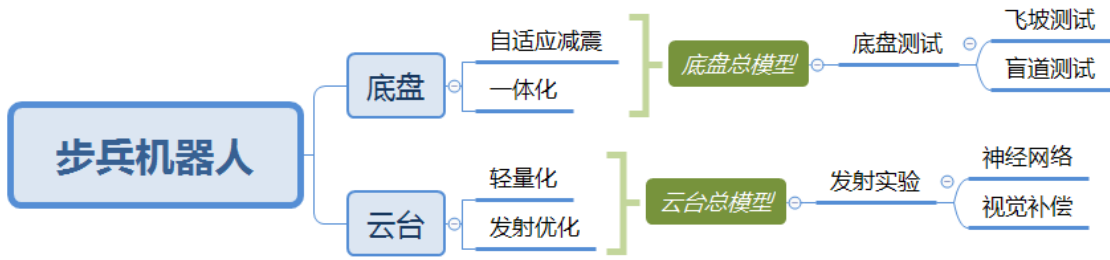 步兵机器人
底盘
自适应减震
一体化
底盘总模型
底盘测试
飞坡测试
盲道测试
云台
轻量化
发射优化
云台总模型
发射实验
神经网络
视觉补偿